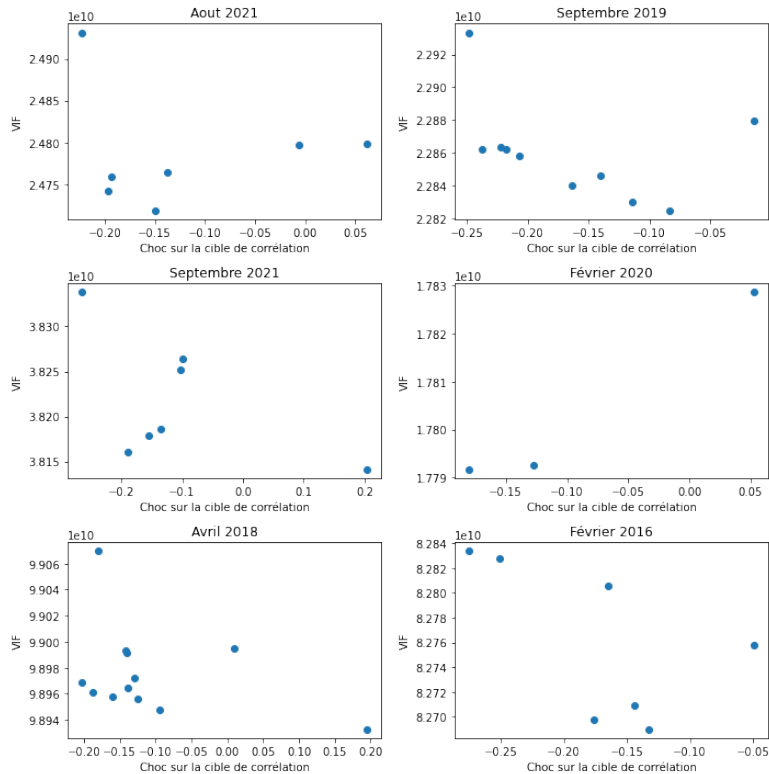 Aout 2021
1e10
2.490
2.485
2.480
2.475
VIF
−0.20
−0.15
−0.10
−0.05
0.00
0.05
Choc sur la cible de corrélation
Septembre 2019
1e10
2.292
2.290
2.288
2.286
2.284
2.282
VIF
−0.25
−0.20
−0.15
−0.10
−0.05
Choc sur la cible de corrélation
Septembre 2021
1e10
3.830
3.825
3.820
3.815
VIF
−0.2
−0.1
0.0
0.1
0.2
Choc sur la cible de corrélation
Février 2020
1e10
1.783
1.782
1.781
1.780
1.779
VIF
−0.15
−0.10
−0.05
0.00
0.05
Choc sur la cible de corrélation
Avril 2018
1e10
9.906
9.904
9.902
9.900
9.898
9.896
9.894
VIF
−0.20
−0.15
−0.10
−0.05
0.00
0.05
0.10
0.15
0.20
Choc sur la cible de corrélation
Février 2016
1e10
8.284
8.282
8.280
8.278
8.276
8.274
8.272
8.270
VIF
−0.25
−0.20
−0.15
−0.10
−0.05
Choc sur la cible de corrélation